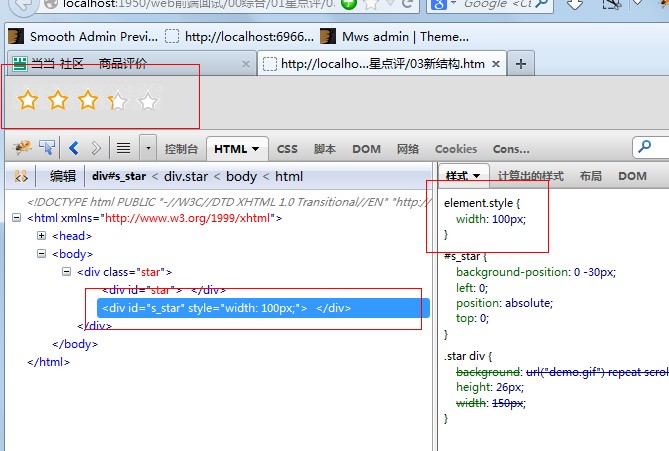 localhost:1950/web前端面试/00综合/01星点评/0
Google <Ct
Smooth Admin Previ... http://localhost:6966... Mws admin | Theme...
当当 社区 商品评价 http://localho...星点评/03新结构.htm
控制台 HTML CSS 脚本 DOM 网络 Cookies Cons...
编辑 div#s_star < div.star < body < html
样式 计算出的样式 布局 DOM
<!DOCTYPE html PUBLIC "-//W3C//DTD XHTML 1.0 Transitional//EN" "http://
<html xmlns="http://www.w3.org/1999/xhtml">
<head>
<body>
<div class="star">
<div id="star"> </div>
<div id="s_star" style="width: 100px;"> </div>
</div>
</body>
</html>
element.style {
width: 100px;
}
#s_star {
background-position: 0 -30px;
left: 0;
position: absolute;
top: 0;
}
.star div {
background: url("demo.gif") repeat scrol
height: 26px;
width: 150px;
}